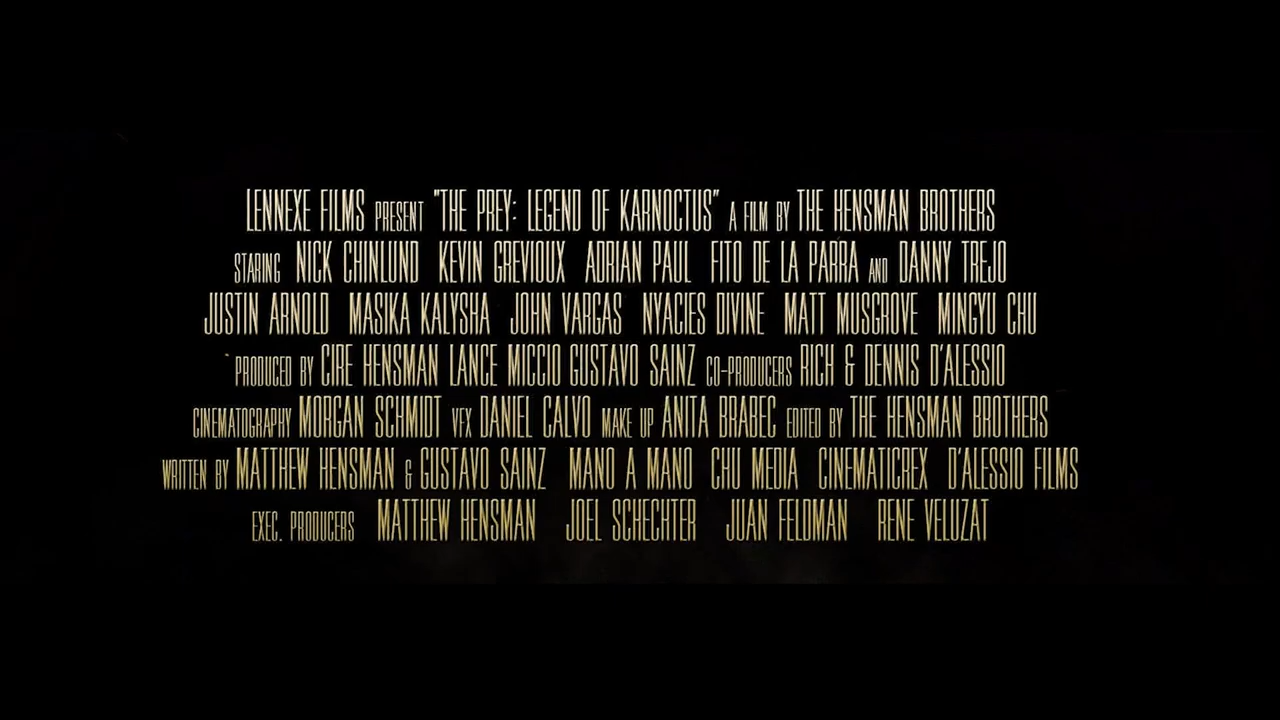 LENNEXE FILMS PRESENT "THE PREY: LEGEND OF KARNOCTUS" A FILM BY THE HENSMAN BROTHERS
STARING NICK CHINLUND KEVIN GREVIOUX ADRIAN PAUL FITO DE LA PARRA AND DANNY TREJO
JUSTIN ARNOLD MASIKA KALYSHA JOHN VARGAS NYACIES DIVINE MATT MUSGROVE MINGYU CHU
PRODUCED BY CIRE HENSMAN LANCE MICCIO GUSTAVO SAINZ CO-PRODUCERS RICH & DENNIS D'ALESSIO
CINEMATOGRAPHY MORGAN SCHMIDT VFX DANIEL CALVO MAKE UP ANITA BRABEC EDITED BY THE HENSMAN BROTHERS
WRITTEN BY MATTHEW HENSMAN & GUSTAVO SAINZ MANO A MANO CHU MEDIA CINEMATICREX D'ALESSIO FILMS
EXEC. PRODUCERS MATTHEW HENSMAN JOEL SCHECHTER JUAN FELDMAN RENE VELUZAT